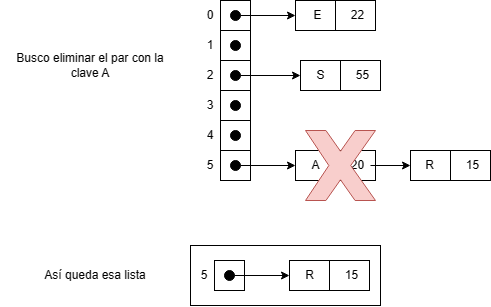 0 E 22
1
Busco eliminar el par con la
clave A
2 S 55
3
4
5 A 20 R 15
Así queda esa lista 5 R 15